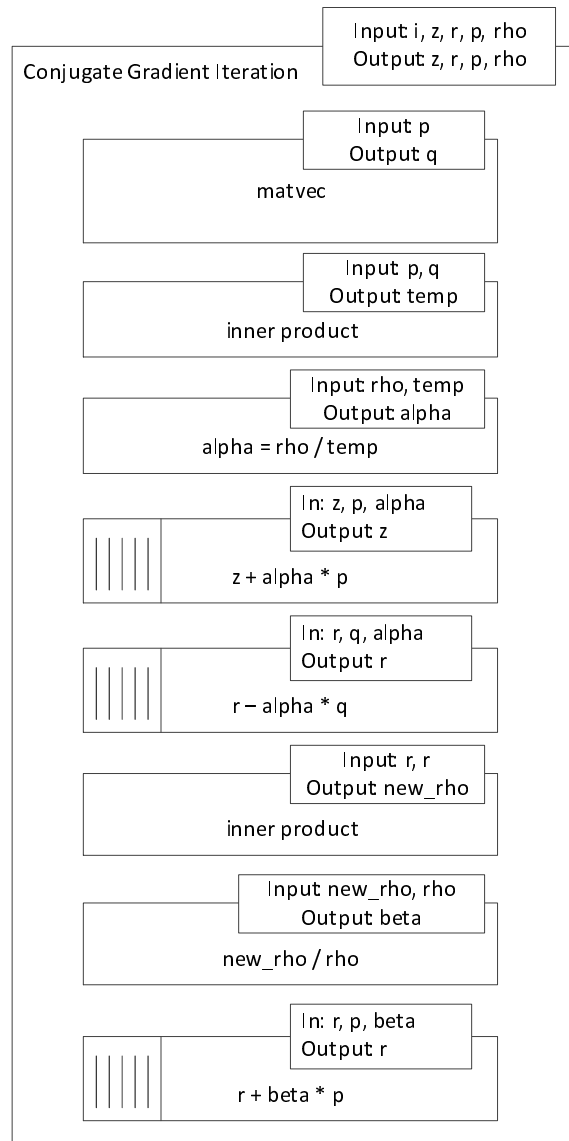 Input: i, z, r, p, rho
Output: z, r, p, rho
Conjugate Gradient Iteration
Input: p
Output: q
matvec
Input: p, q
Output: temp
inner product
Input: rho, temp
Output: alpha
alpha = rho / temp
In: z, p, alpha
Output: z
z + alpha * p
In: r, q, alpha
Output: r
r – alpha * q
Input: r, r
Output: new_rho
inner product
Input: new_rho, rho
Output: beta
new_rho / rho
In: r, p, beta
Output: r
r + beta * p